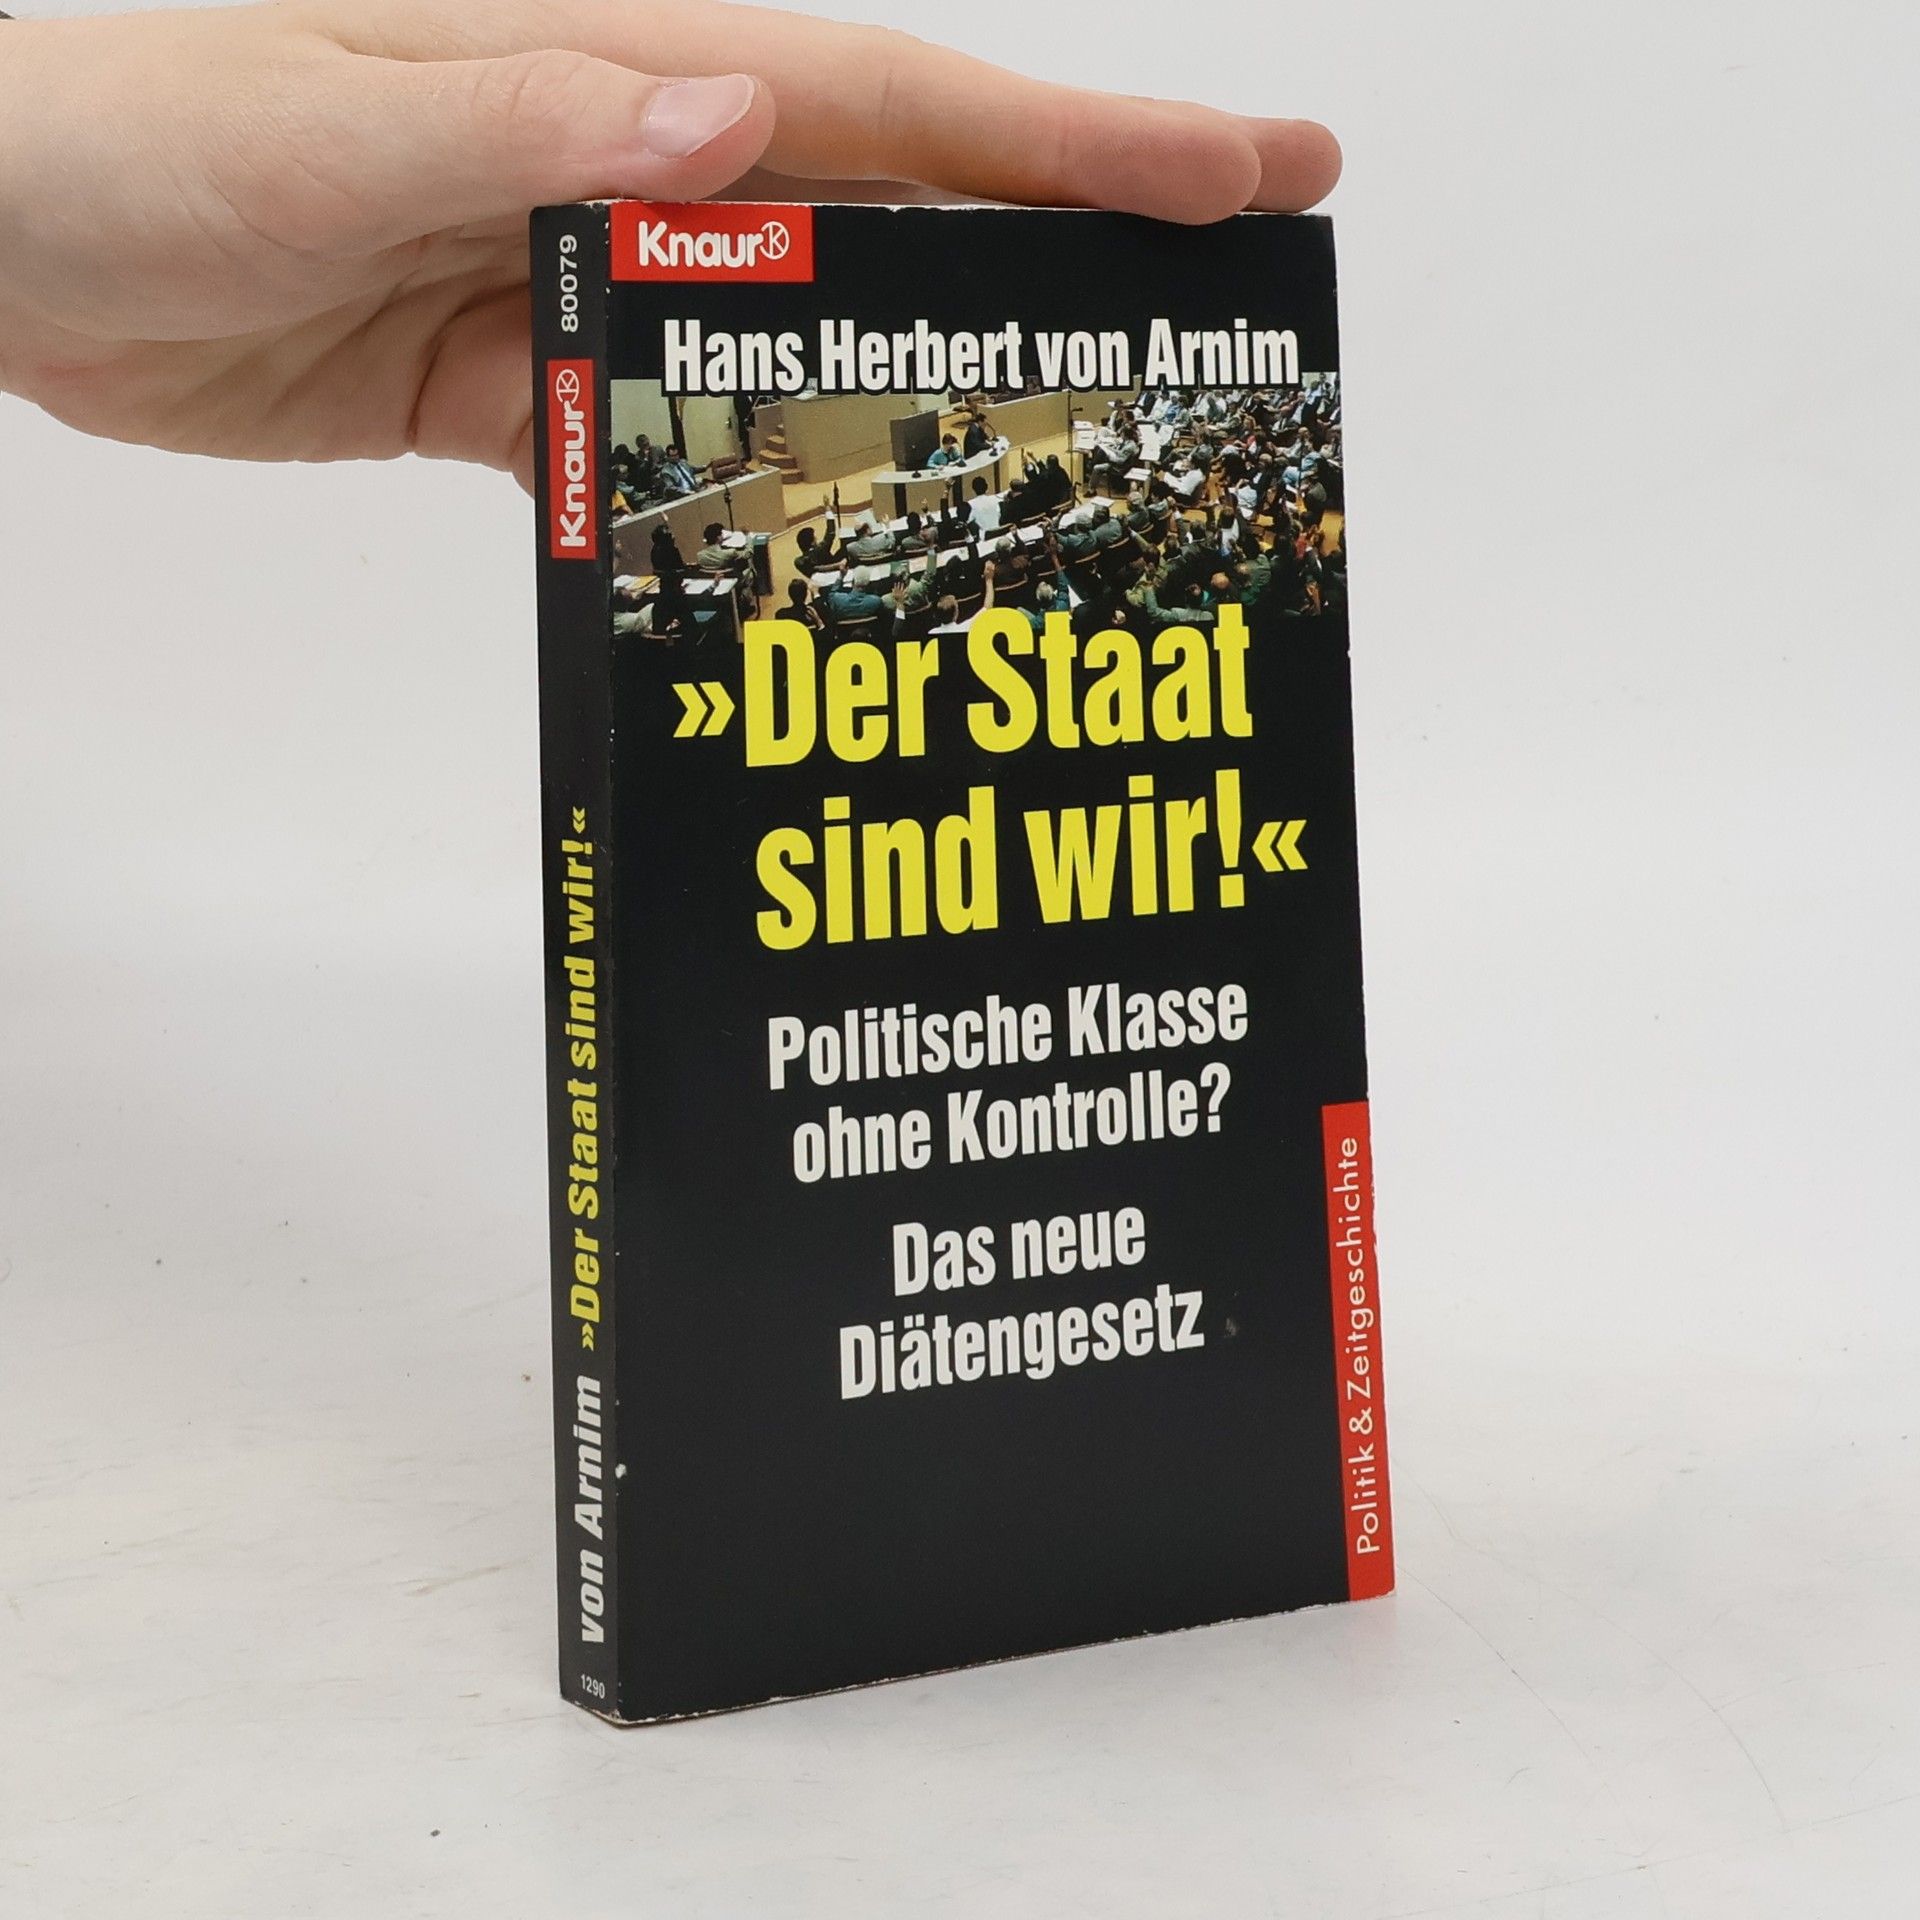 Knaur
Hans Herbert von Arnim
»Der Staat
sind wir!«
Politische Klasse
ohne Kontrolle?
Das neue
Diätengesetz
Politik & Zeitgeschichte
80079
Knaur
von Arnim »Der Staat sind wir!«
1290